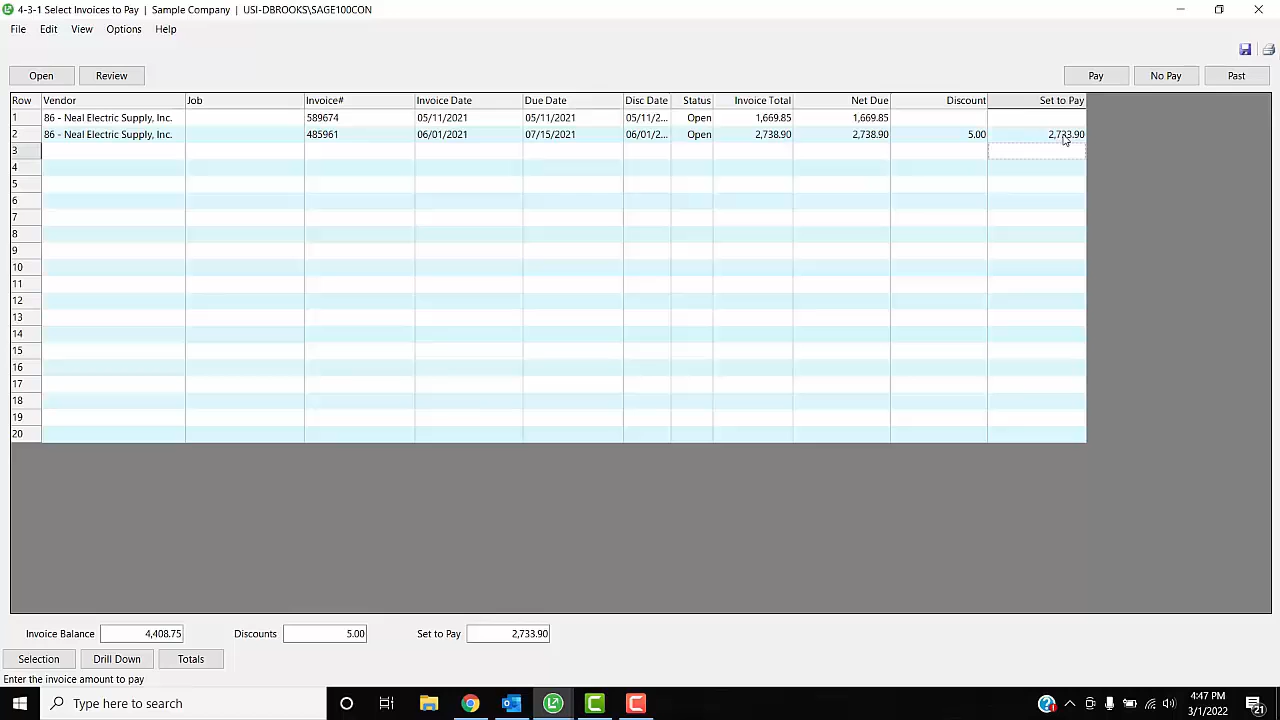 4-3-1 Select Invoices to Pay | Sample Company | USI-DBROOKS\SAGE100CON
File Edit View Options Help
Open Review Pay No Pay Past
Row Vendor Job Invoice# Invoice Date Due Date Disc Date Status Invoice Total Net Due Discount Set to Pay
1 86 - Neal Electric Supply, Inc. 589674 05/11/2021 05/11/2021 05/11/2... Open 1,669.85 1,669.85
2 86 - Neal Electric Supply, Inc. 485961 06/01/2021 07/15/2021 06/01/2... Open 2,738.90 2,738.90 5.00 2,733.90
3
4
5
6
7
8
9
10
11
12
13
14
15
16
17
18
19
20
Invoice Balance 4,408.75 Discounts 5.00 Set to Pay 2,733.90
Selection Drill Down Totals
Enter the invoice amount to pay
Type here to search
4:47 PM
3/1/2022
21